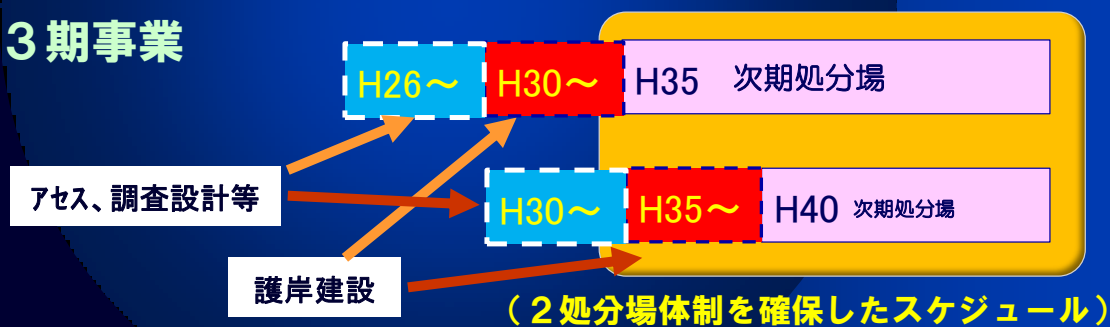 ３期事業
H26～ H30～ H35 次期処分場
ｱｾｽ、調査設計等
H30～ H35～ H40 次期処分場
護岸建設
（２処分場体制を確保したスケジュール）